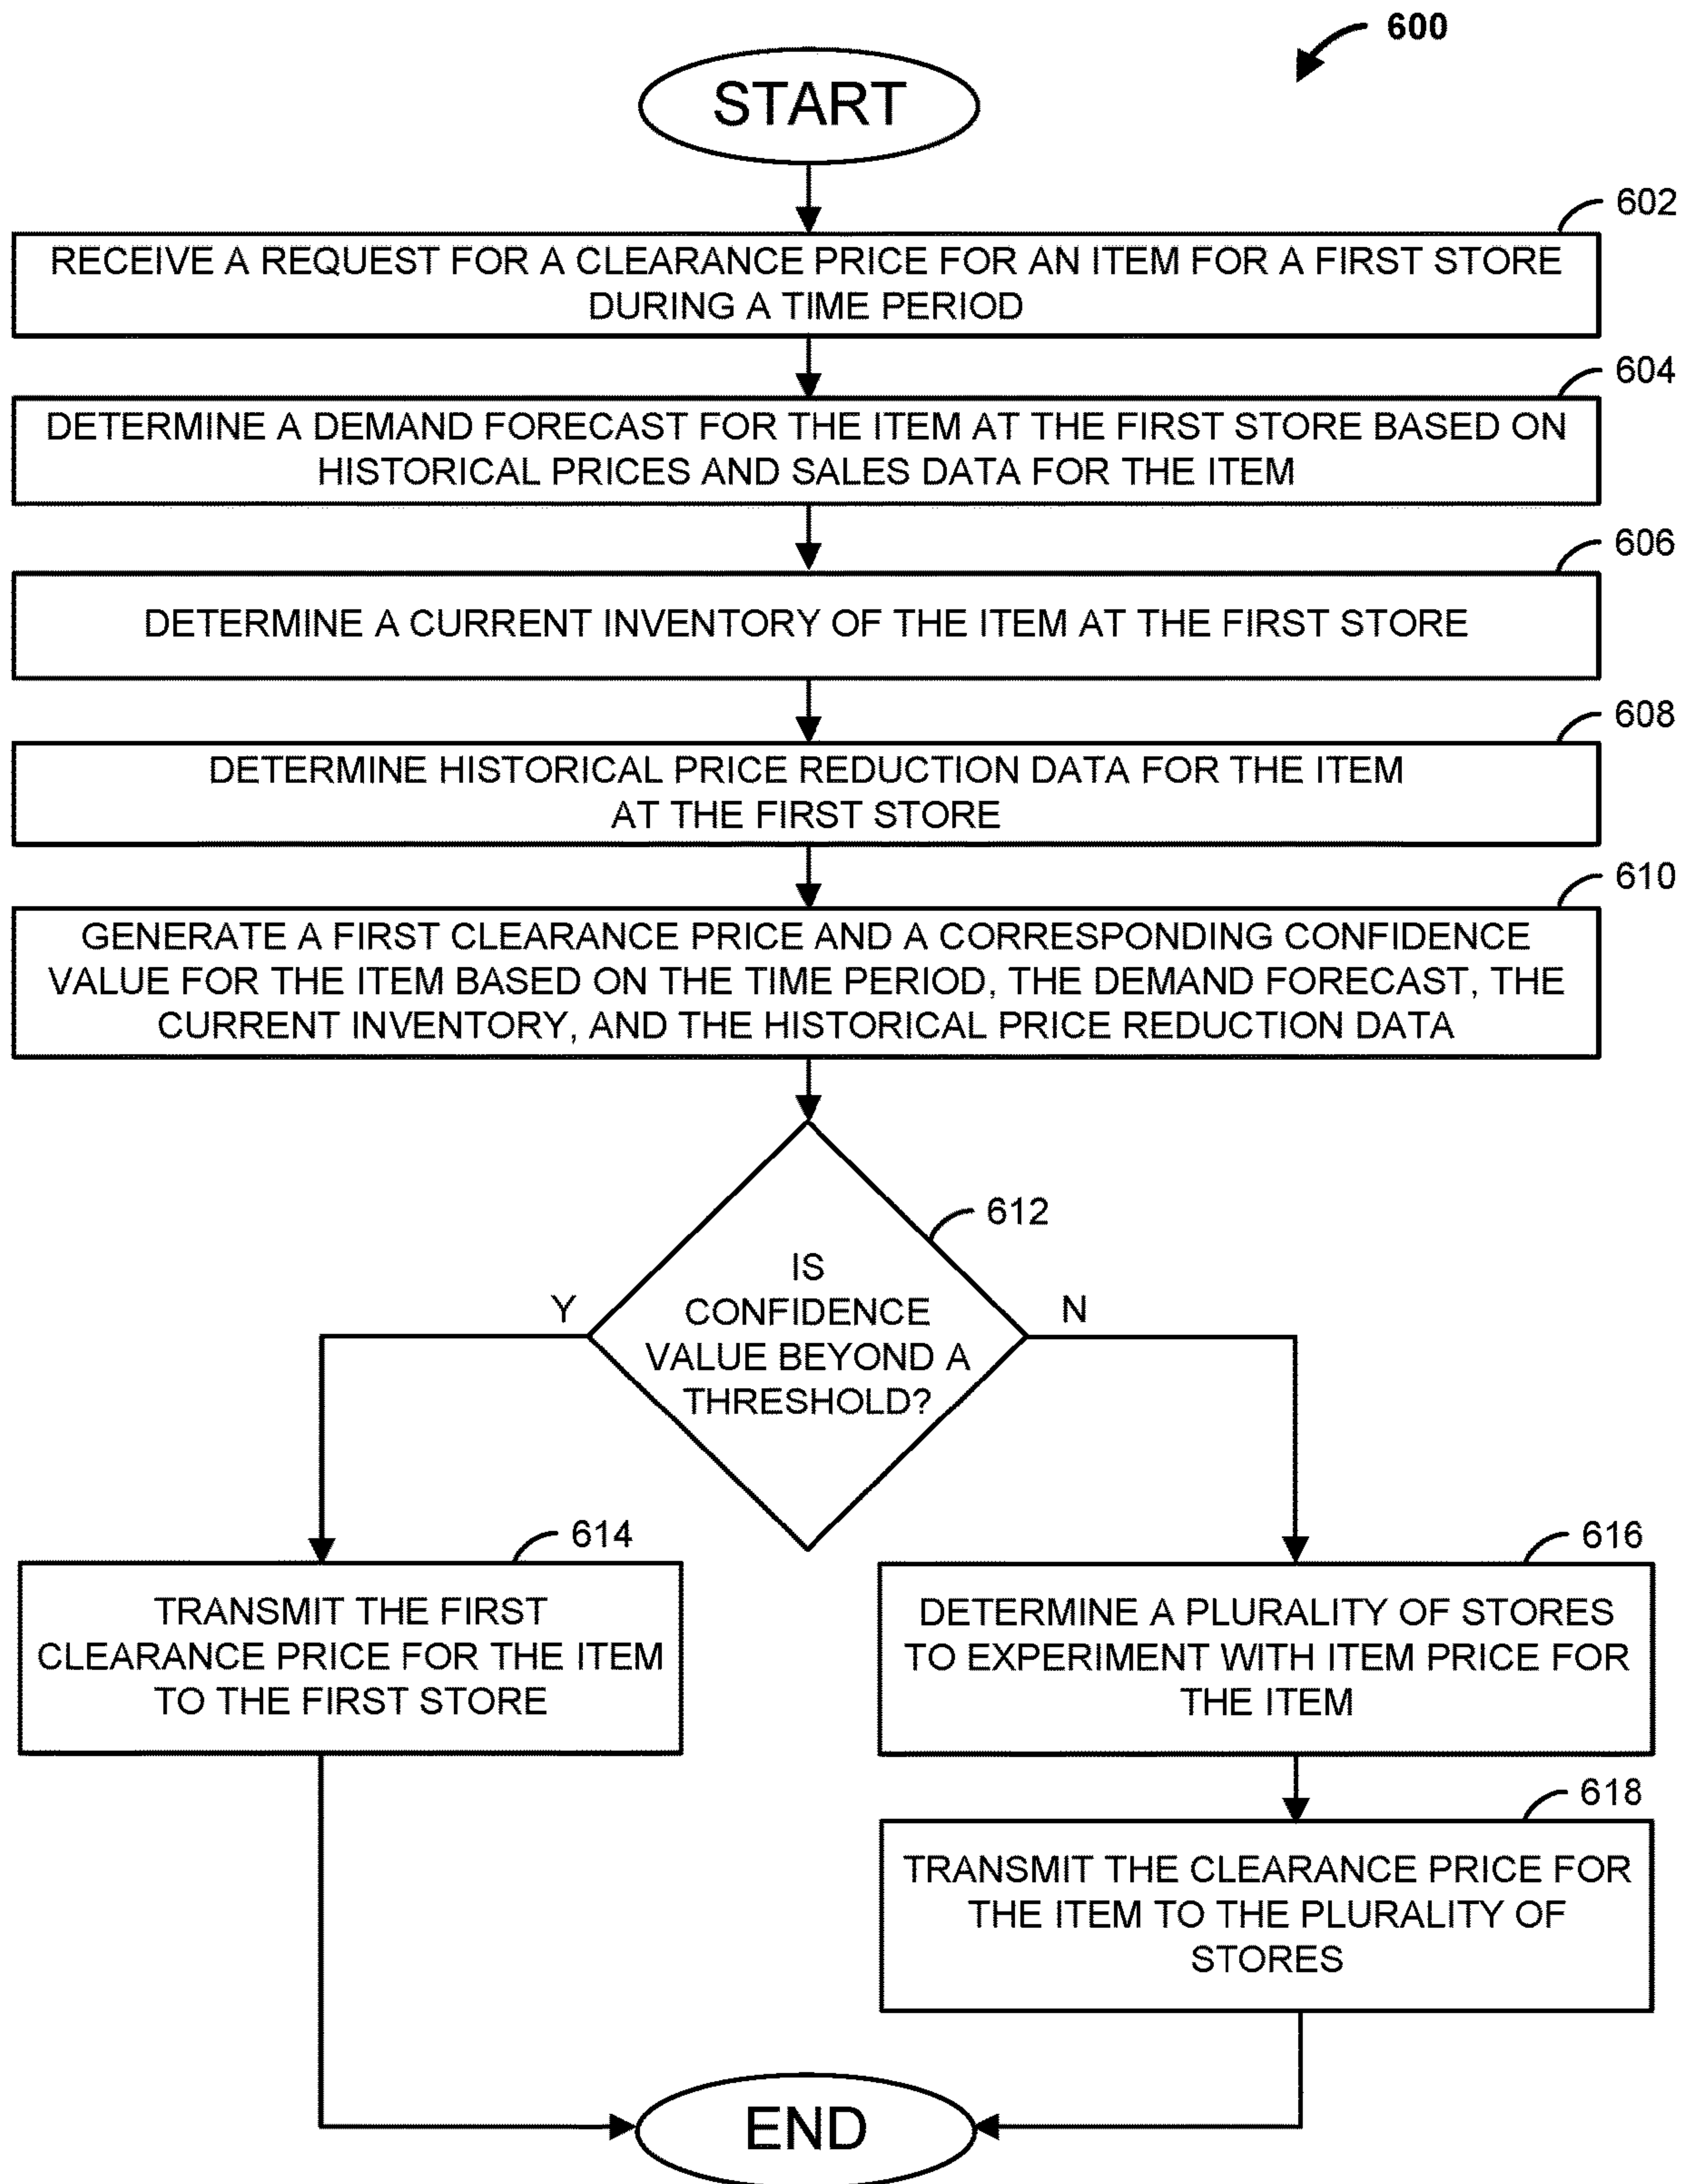 600
START
602
RECEIVE A REQUEST FOR A CLEARANCE PRICE FOR AN ITEM FOR A FIRST STORE
DURING A TIME PERIOD
604
DETERMINE A DEMAND FORECAST FOR THE ITEM AT THE FIRST STORE BASED ON
HISTORICAL PRICES AND SALES DATA FOR THE ITEM
606
DETERMINE A CURRENT INVENTORY OF THE ITEM AT THE FIRST STORE
608
DETERMINE HISTORICAL PRICE REDUCTION DATA FOR THE ITEM
AT THE FIRST STORE
610
GENERATE A FIRST CLEARANCE PRICE AND A CORRESPONDING CONFIDENCE
VALUE FOR THE ITEM BASED ON THE TIME PERIOD, THE DEMAND FORECAST, THE
CURRENT INVENTORY, AND THE HISTORICAL PRICE REDUCTION DATA
612
IS
CONFIDENCE
VALUE BEYOND A
THRESHOLD?
Y
N
614
TRANSMIT THE FIRST
CLEARANCE PRICE FOR THE ITEM
TO THE FIRST STORE
616
DETERMINE A PLURALITY OF STORES
TO EXPERIMENT WITH ITEM PRICE FOR
THE ITEM
618
TRANSMIT THE CLEARANCE PRICE FOR
THE ITEM TO THE PLURALITY OF
STORES
END